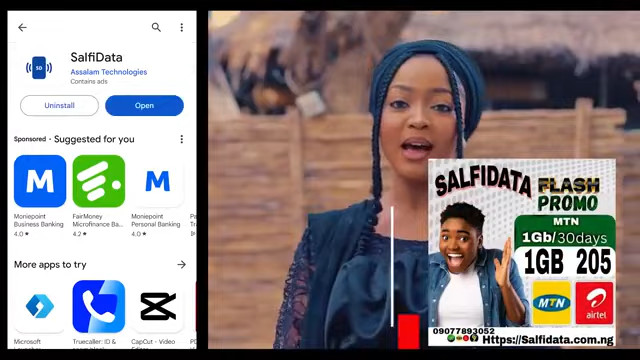 SalfiData
SD
Assalam Technologies
Contains ads
Uninstall
Open
Sponsored · Suggested for you
Moniepoint
Business Banking
4.0★
FairMoney
Microfinance Ba...
4.2★
Moniepoint
Personal Banking
4.0★
More apps to try
Microsoft
Truecaller: ID &
CapCut - Video
SALFIDATA
FLASH
PROMO
MTN
1Gb/30days
1GB 205
MTN
airtel
09077893052
Https://Salfidata.com.ng